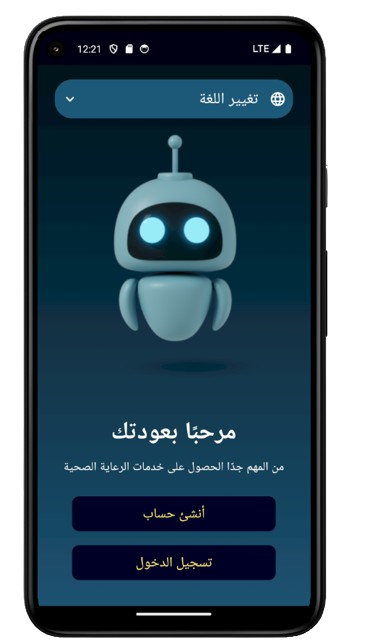 12:21
LTE
تغيير اللغة
مرحبًا بعودتك
من المهم جدًا الحصول على خدمات الرعاية الصحية
أنشئ حساب
تسجيل الدخول